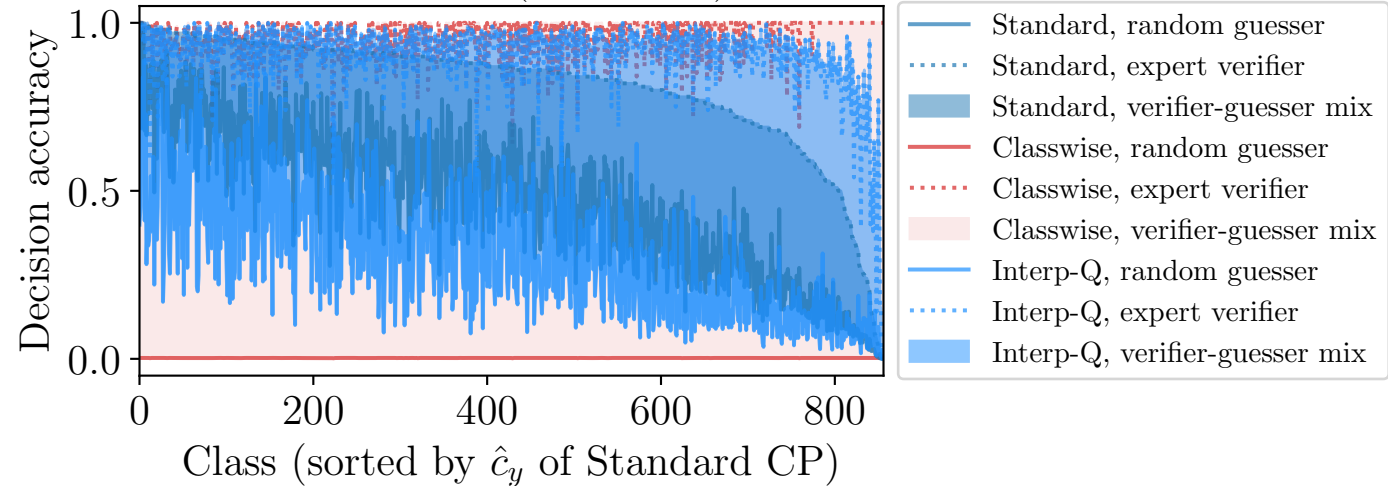 1.0
0.5
0.0
Decision accuracy
0
200
400
600
800
Class (sorted by ĉ_y of Standard CP)
Standard, random guesser
Standard, expert verifier
Standard, verifier-guesser mix
Classwise, random guesser
Classwise, expert verifier
Classwise, verifier-guesser mix
Interp-Q, random guesser
Interp-Q, expert verifier
Interp-Q, verifier-guesser mix